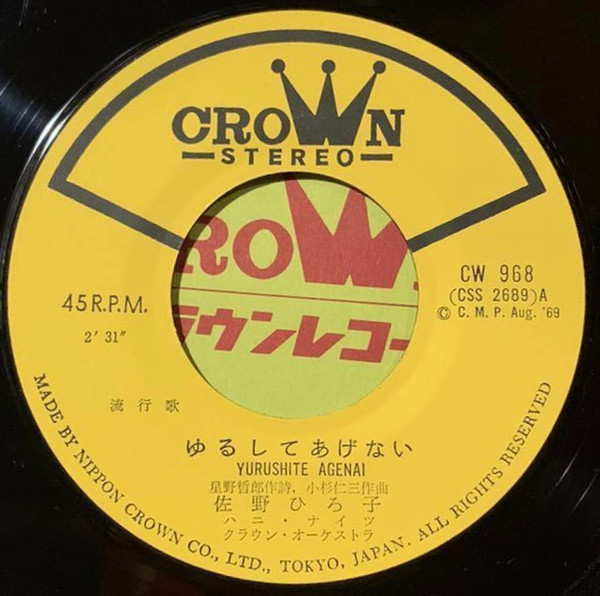 CROWN
STEREO
CROW
ラウンレコー
CW 968
(CSS 2689)A
© C. M. P. Aug. '69
45 R.P.M.
2' 31"
流行歌
ゆるしてあげない
YURUSHITE AGENAI
星野哲郎作詩，小杉仁三作曲
佐野ひろ子
ハニ・ナイツ
クラウン・オーケストラ
MADE BY NIPPON CROWN CO., LTD., TOKYO, JAPAN. ALL RIGHTS RESERVED